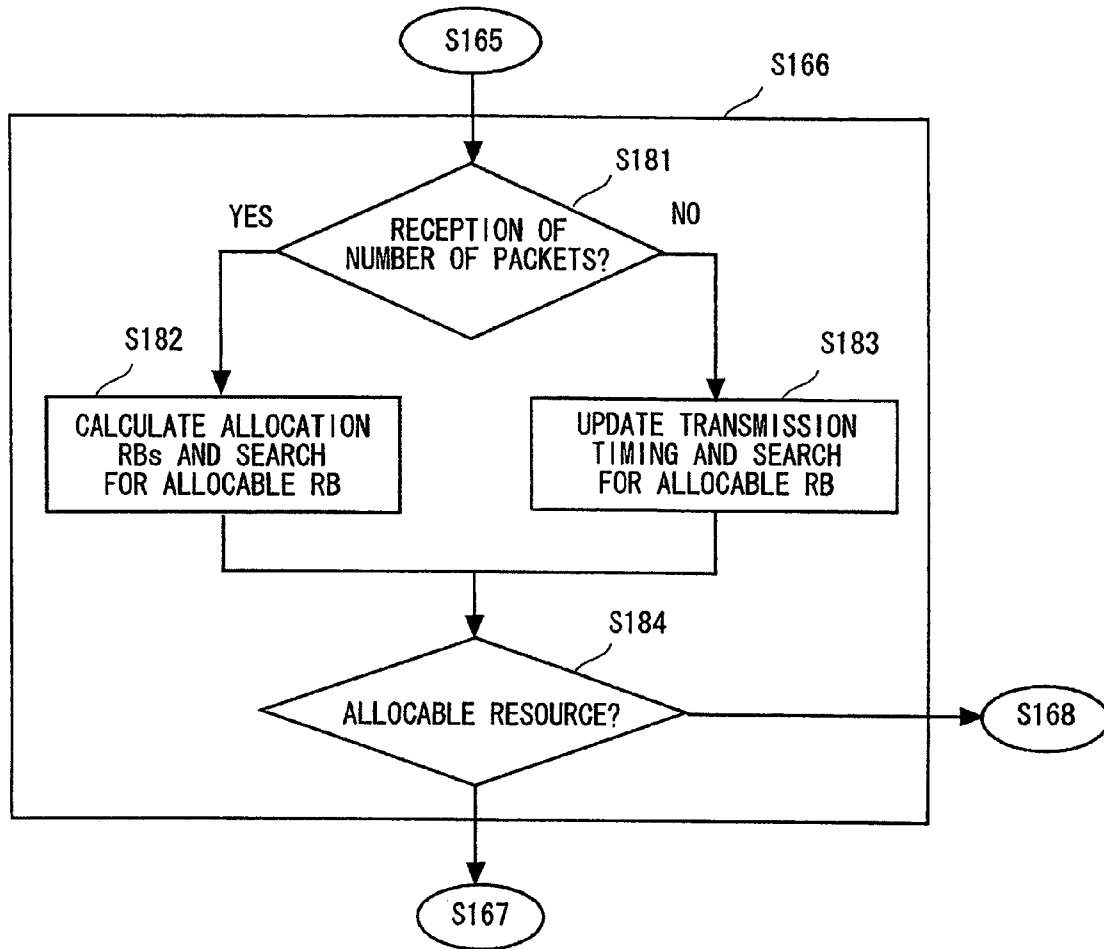 S165
S166
S181
YES
NO
RECEPTION OF
NUMBER OF PACKETS?
S182
S183
CALCULATE ALLOCATION
RBs AND SEARCH
FOR ALLOCABLE RB
UPDATE TRANSMISSION
TIMING AND SEARCH
FOR ALLOCABLE RB
S184
ALLOCABLE RESOURCE?
S168
S167